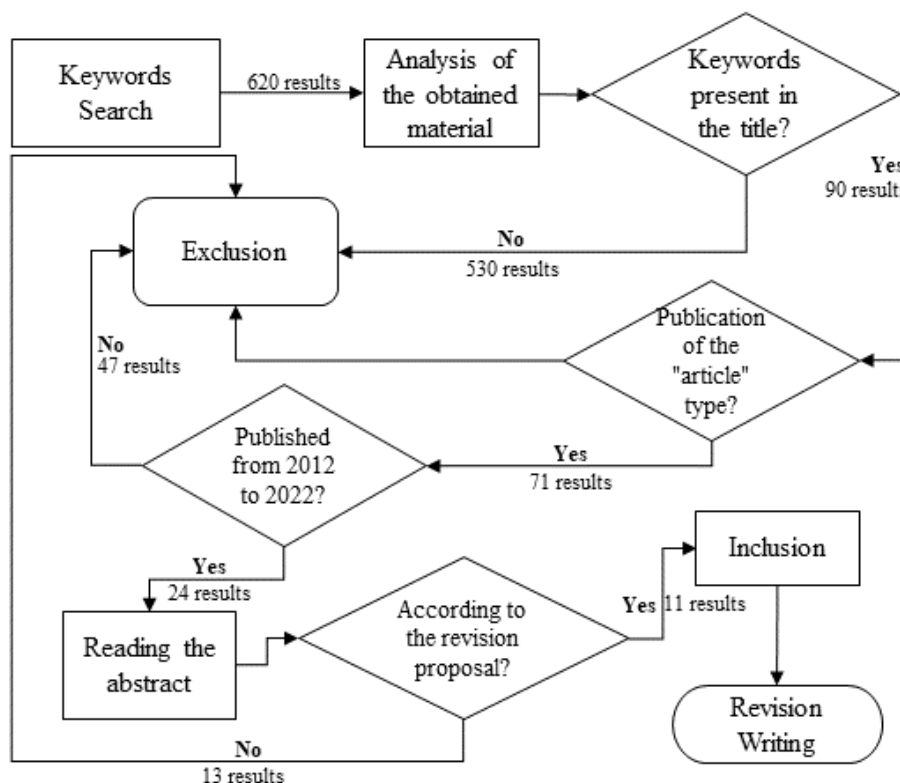 Keywords
Search
620 results
Analysis of
the obtained
material
Keywords
present in
the title?
Yes
90 results
No
530 results
Exclusion
Publication
of the
"article"
type?
Yes
71 results
No
47 results
Published
from 2012
to 2022?
Yes
24 results
Reading the
abstract
According to
the revision
proposal?
Yes 11 results
Inclusion
Revision
Writing
No
13 results